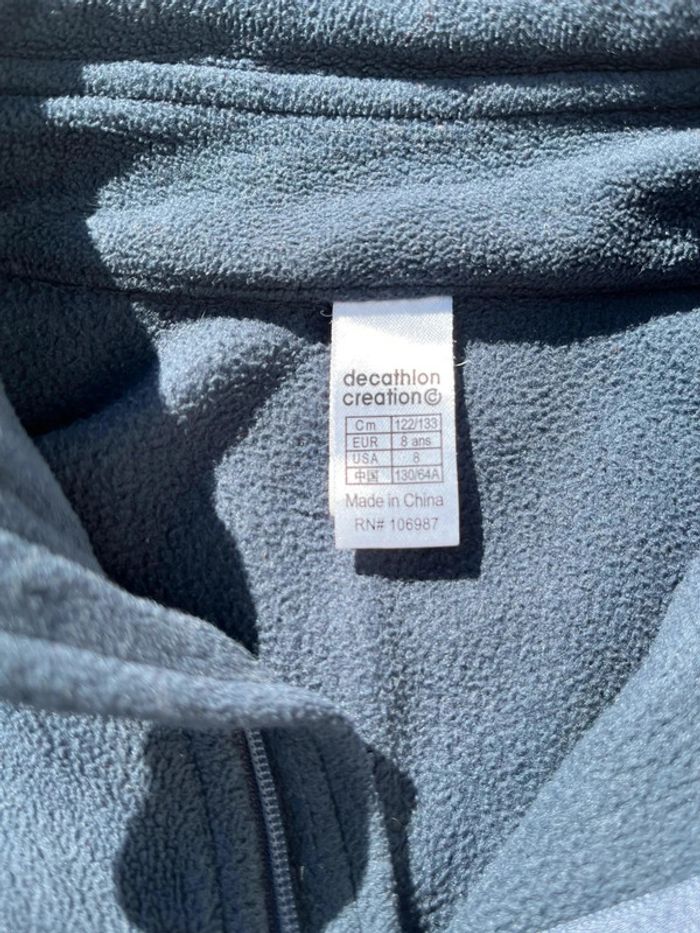 decathlon
creation
Cm 122/133
EUR 8 ans
USA 8
中国 130/64A
Made in China
RN# 106987